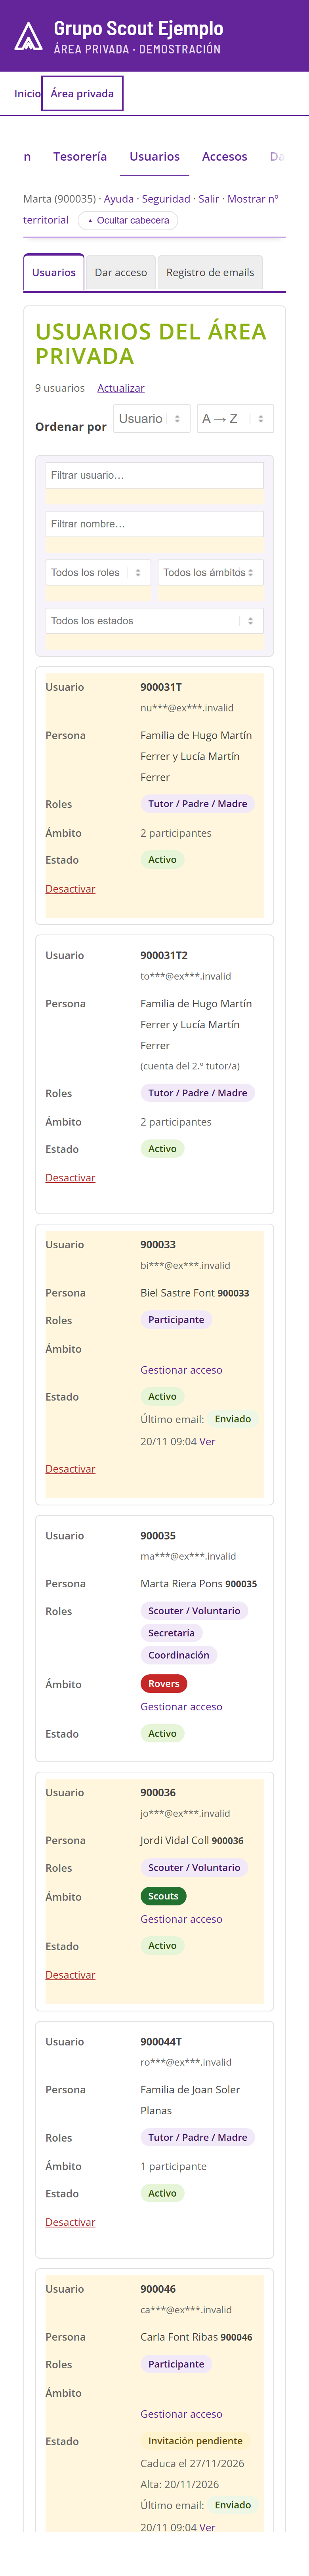 Grupo Scout Ejemplo
ÁREA PRIVADA · DEMOSTRACIÓN
Inicio Área privada
n Tesorería Usuarios Accesos Da
Marta (900035) · Ayuda · Seguridad · Salir · Mostrar nº
territorial ▲ Ocultar cabecera
Usuarios Dar acceso Registro de emails
USUARIOS DEL ÁREA
PRIVADA
9 usuarios Actualizar
Ordenar por Usuario A → Z
Filtrar usuario…
Filtrar nombre…
Todos los roles Todos los ámbitos
Todos los estados
Usuario 900031T
nu***@ex***.invalid
Persona Familia de Hugo Martín
Ferrer y Lucía Martín
Ferrer
Roles Tutor / Padre / Madre
Ámbito 2 participantes
Estado Activo
Desactivar
Usuario 900031T2
to***@ex***.invalid
Persona Familia de Hugo Martín
Ferrer y Lucía Martín
Ferrer
(cuenta del 2.º tutor/a)
Roles Tutor / Padre / Madre
Ámbito 2 participantes
Estado Activo
Desactivar
Usuario 900033
bi***@ex***.invalid
Persona Biel Sastre Font 900033
Roles Participante
Ámbito
Gestionar acceso
Estado Activo
Último email: Enviado
20/11 09:04 Ver
Desactivar
Usuario 900035
ma***@ex***.invalid
Persona Marta Riera Pons 900035
Roles Scouter / Voluntario
Secretaría
Coordinación
Ámbito Rovers
Gestionar acceso
Estado Activo
Usuario 900036
jo***@ex***.invalid
Persona Jordi Vidal Coll 900036
Roles Scouter / Voluntario
Ámbito Scouts
Gestionar acceso
Estado Activo
Desactivar
Usuario 900044T
ro***@ex***.invalid
Persona Familia de Joan Soler
Planas
Roles Tutor / Padre / Madre
Ámbito 1 participante
Estado Activo
Desactivar
Usuario 900046
ca***@ex***.invalid
Persona Carla Font Ribas 900046
Roles Participante
Ámbito
Gestionar acceso
Estado Invitación pendiente
Caduca el 27/11/2026
Alta: 20/11/2026
Último email: Enviado
20/11 09:04 Ver